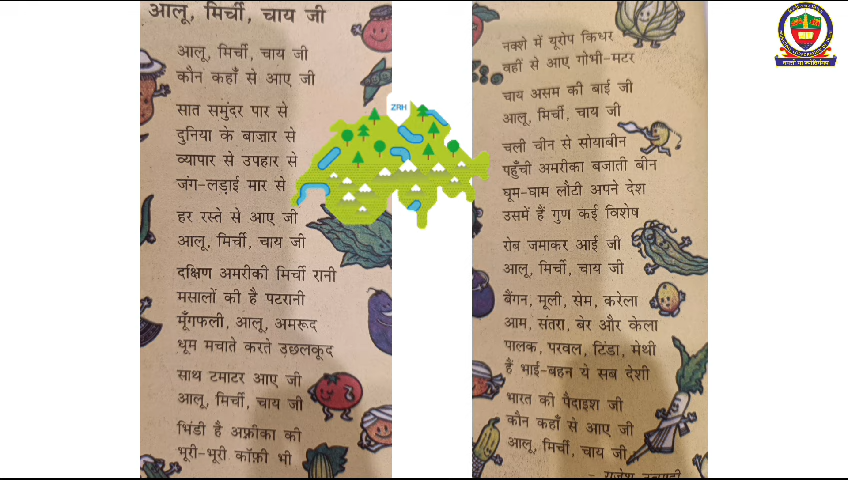 आलू, मिर्ची, चाय जी
आलू, मिर्ची, चाय जी
कौन कहाँ से आए जी
सात समुंदर पार से
दुनिया के बाज़ार से
व्यापार से उपहार से
जंग-लड़ाई मार से
हर रस्ते से आए जी
आलू, मिर्ची, चाय जी
दक्षिण अमरीकी मिर्ची रानी
मसालों की है पटरानी
मूँगफली, आलू, अमरूद
धूम मचाते करते उछलकूद
साथ टमाटर आए जी
आलू, मिर्ची, चाय जी
भिंडी है अफ्रीका की
भूरी-भूरी कॉफ़ी भी
ZRH
नक्शे में यूरोप किधर
वहीं से आए गोभी-मटर
चाय असम की बाई जी
आलू, मिर्ची, चाय जी
चली चीन से सोयाबीन
पहुँची अमरीका बजाती बीन
घूम-घाम लौटी अपने देश
उसमें हैं गुण कई विशेष
रोब जमाकर आई जी
आलू, मिर्ची, चाय जी
बैंगन, मूली, सेम, करेला
आम, संतरा, बेर और केला
पालक, परवल, टिंडा, मेथी
हैं भाई-बहन ये सब देशी
भारत की पैदाइश जी
कौन कहाँ से आए जी
आलू, मिर्ची, चाय जी